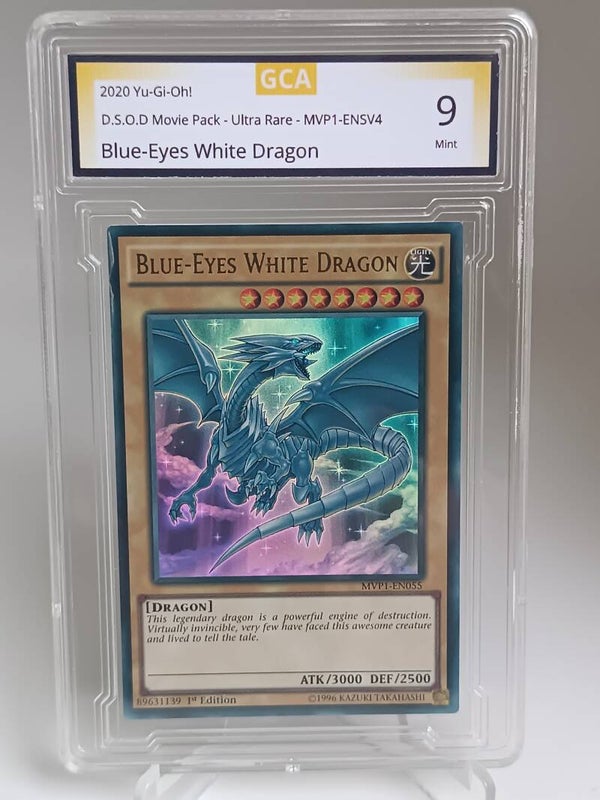 GCA
2020 Yu-Gi-Oh!
D.S.O.D Movie Pack - Ultra Rare - MVP1-ENSV4
Blue-Eyes White Dragon
9
Mint
BLUE-EYES WHITE DRAGON
LIGHT
光
MVP1-EN055
[DRAGON]
This legendary dragon is a powerful engine of destruction.
Virtually invincible, very few have faced this awesome creature
and lived to tell the tale.
ATK/3000 DEF/2500
89631139 1st Edition
©1996 KAZUKI TAKAHASHI